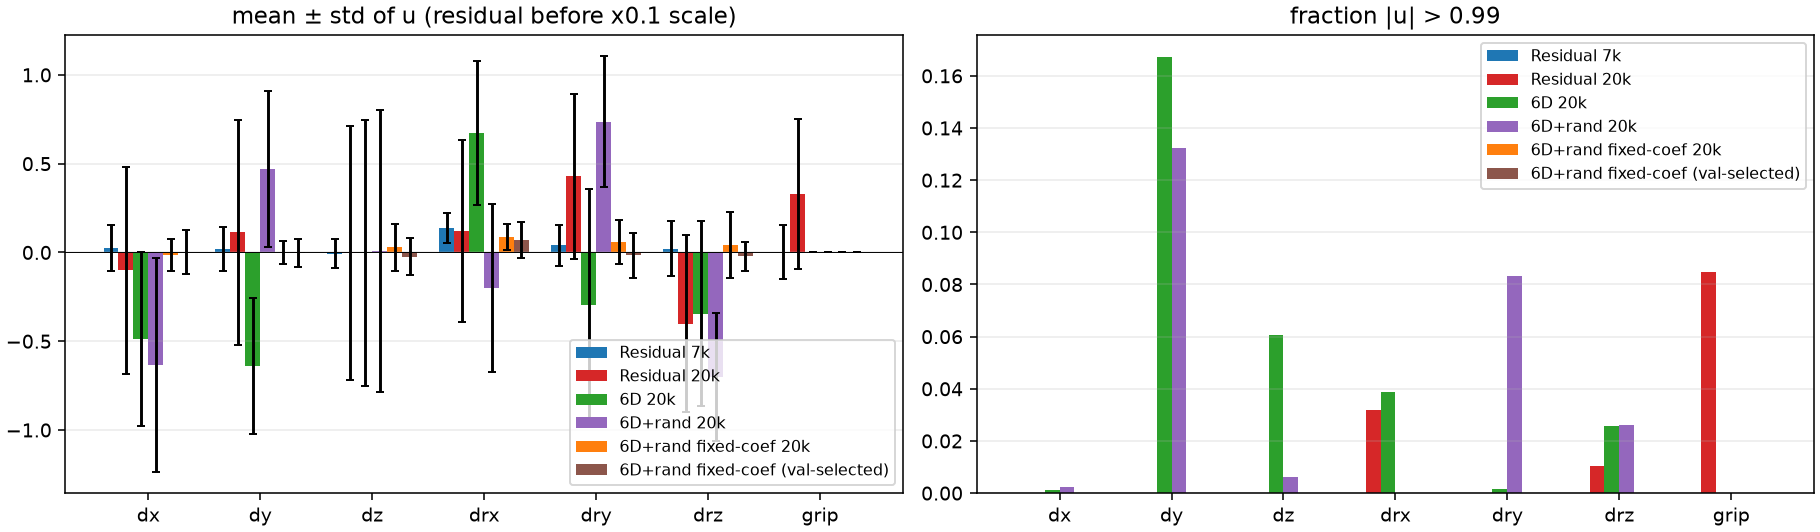 mean ± std of u (residual before x0.1 scale)
1.0
0.5
0.0
−0.5
−1.0
dx
dy
dz
drx
dry
drz
grip
Residual 7k
Residual 20k
6D 20k
6D+rand 20k
6D+rand fixed-coef 20k
6D+rand fixed-coef (val-selected)
fraction |u| > 0.99
0.16
0.14
0.12
0.10
0.08
0.06
0.04
0.02
0.00
dx
dy
dz
drx
dry
drz
grip
Residual 7k
Residual 20k
6D 20k
6D+rand 20k
6D+rand fixed-coef 20k
6D+rand fixed-coef (val-selected)